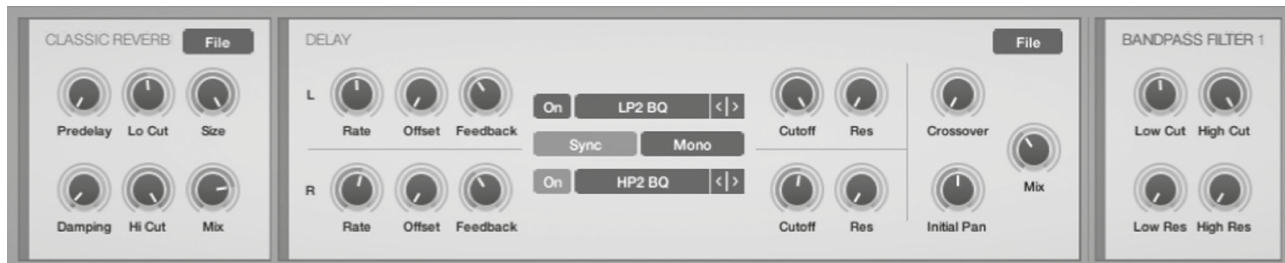 CLASSIC REVERB File
Predelay Lo Cut Size
Damping Hi Cut Mix
DELAY File
L
Rate Offset Feedback
On LP2 BQ < | >
Cutoff Res
Crossover
Sync Mono
Mix
R
Rate Offset Feedback
On HP2 BQ < | >
Cutoff Res
Initial Pan
BANDPASS FILTER 1
Low Cut High Cut
Low Res High Res